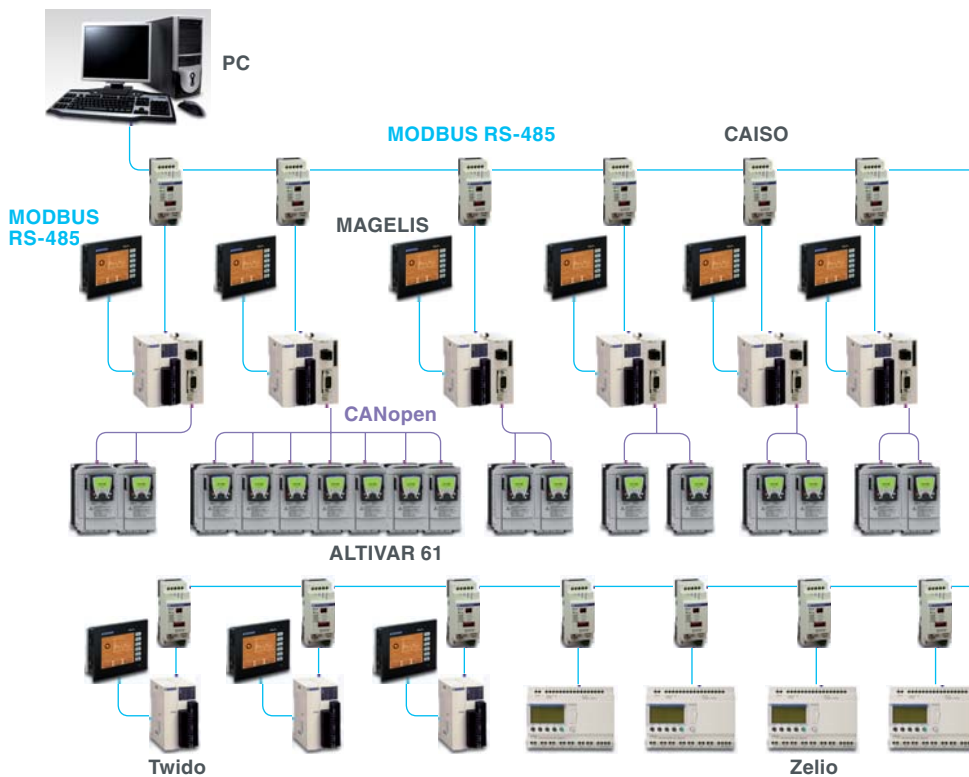 PC
MODBUS RS-485
CAISO
MODBUS
RS-485
MAGELIS
CANopen
ALTIVAR 61
Twido
Zelio